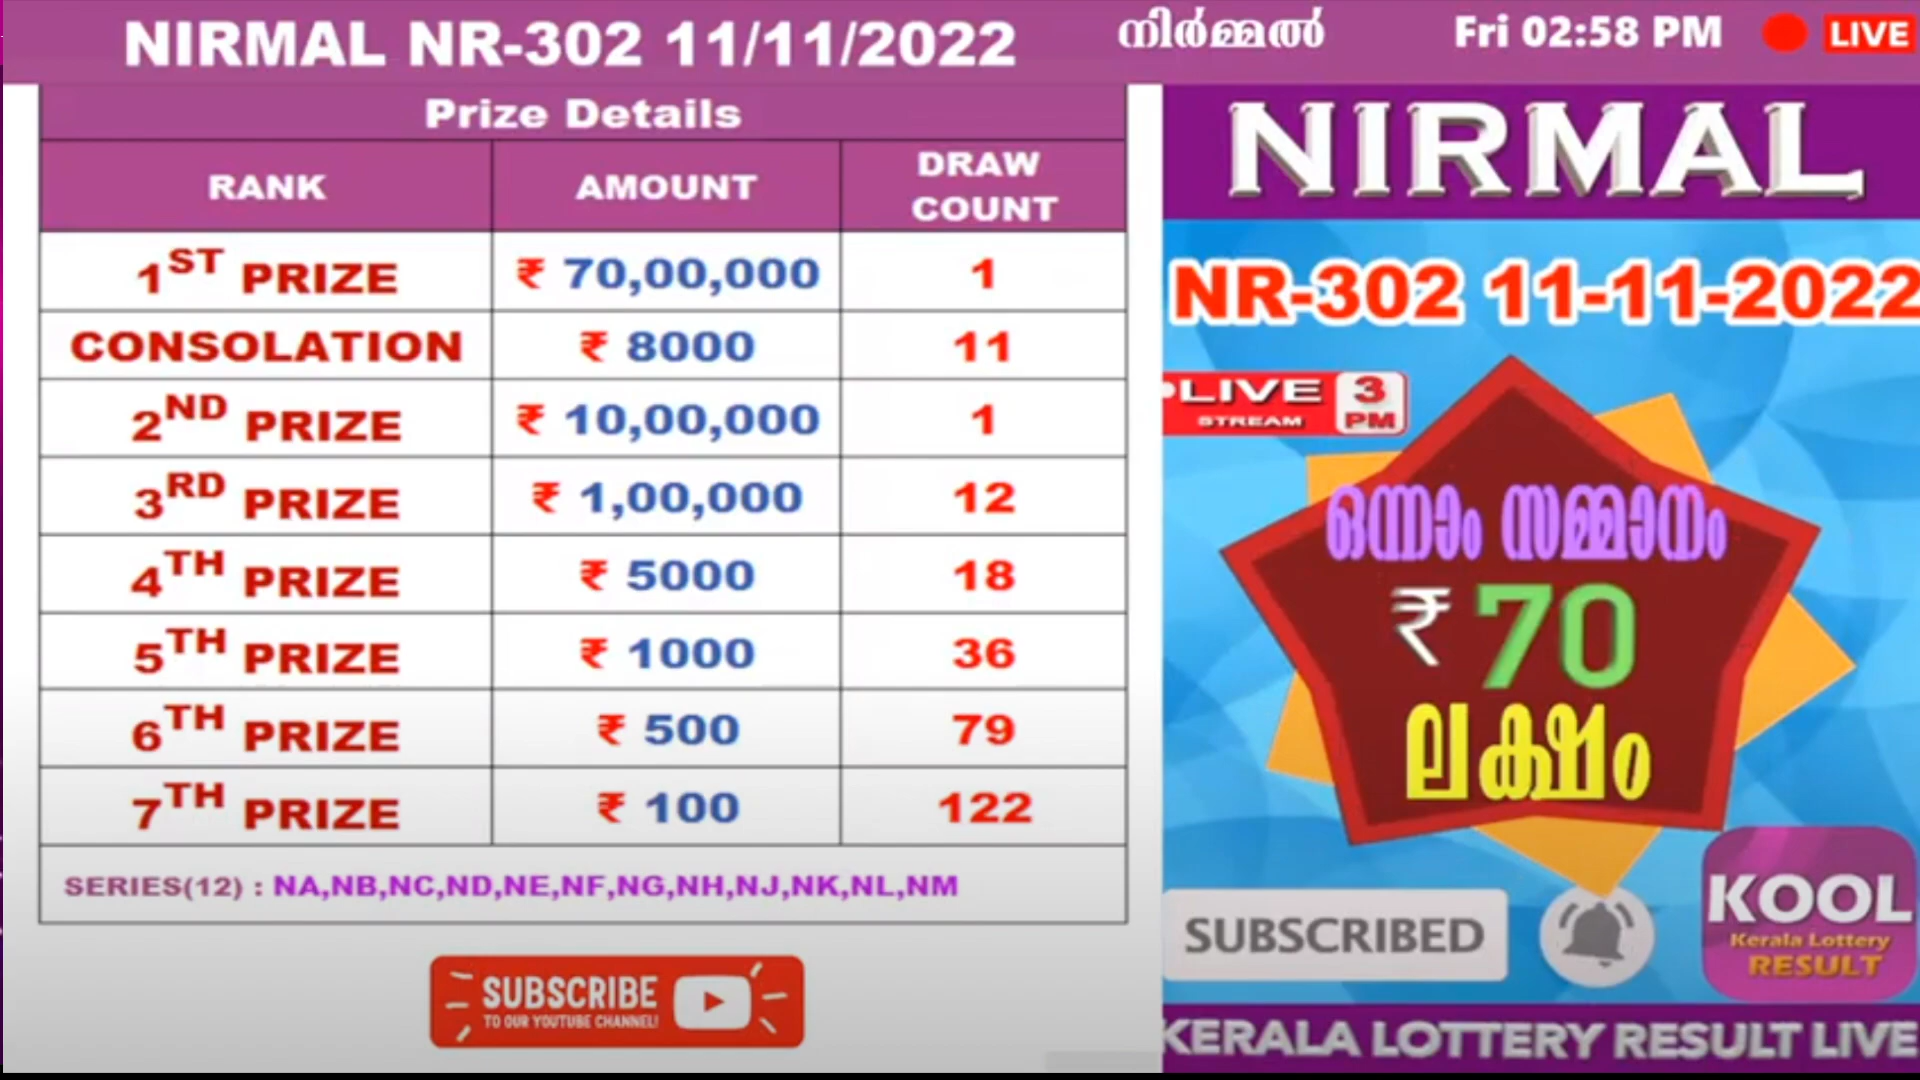 NIRMAL NR-302 11/11/2022
നിർമ്മൽ
Fri 02:58 PM
LIVE
Prize Details
RANK AMOUNT DRAW COUNT
1ST PRIZE ₹ 70,00,000 1
CONSOLATION ₹ 8000 11
2ND PRIZE ₹ 10,00,000 1
3RD PRIZE ₹ 1,00,000 12
4TH PRIZE ₹ 5000 18
5TH PRIZE ₹ 1000 36
6TH PRIZE ₹ 500 79
7TH PRIZE ₹ 100 122
SERIES(12) : NA,NB,NC,ND,NE,NF,NG,NH,NJ,NK,NL,NM
SUBSCRIBE
TO OUR YOUTUBE CHANNEL!
NIRMAL
NR-302 11-11-2022
LIVE 3
STREAM PM
ഒന്നാം സമ്മാനം
₹ 70
ലക്ഷം
SUBSCRIBED
KOOL
Kerala Lottery
RESULT
KERALA LOTTERY RESULT LIVE